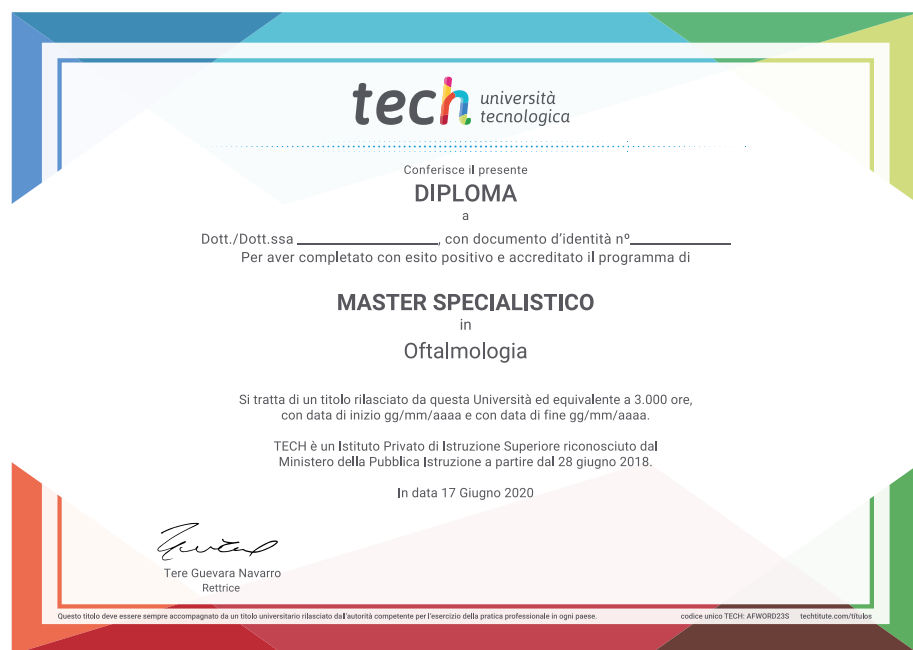 tech università
tecnologica
Conferisce il presente
DIPLOMA
a
Dott./Dott.ssa ____________________, con documento d'identità nº______________
Per aver completato con esito positivo e accreditato il programma di
MASTER SPECIALISTICO
in
Oftalmologia
Si tratta di un titolo rilasciato da questa Università ed equivalente a 3.000 ore,
con data di inizio gg/mm/aaaa e con data di fine gg/mm/aaaa.
TECH è un Istituto Privato di Istruzione Superiore riconosciuto dal
Ministero della Pubblica Istruzione a partire dal 28 giugno 2018.
In data 17 Giugno 2020
Tere Guevara Navarro
Rettrice
Questo titolo deve essere sempre accompagnato da un titolo universitario rilasciato dall'autorità competente per l'esercizio della pratica professionale in ogni paese. codice unico TECH: AFWORD23S techtitute.com/titulos